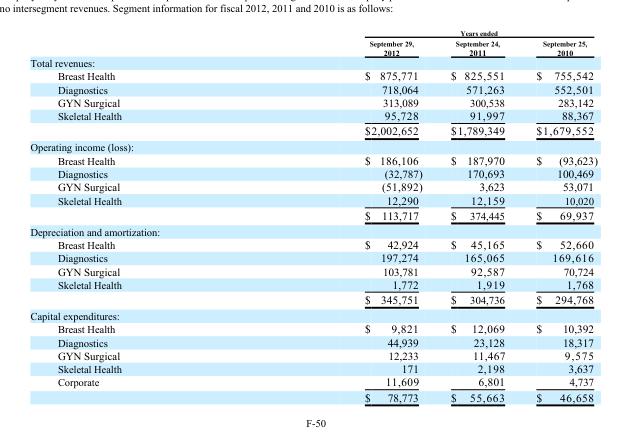 no intersegment revenues. Segment information for fiscal 2012, 2011 and 2010 is as follows:
Years ended
September 29, 2012 September 24, 2011 September 25, 2010
Total revenues:
Breast Health $ 875,771 $ 825,551 $ 755,542
Diagnostics 718,064 571,263 552,501
GYN Surgical 313,089 300,538 283,142
Skeletal Health 95,728 91,997 88,367
$2,002,652 $1,789,349 $1,679,552
Operating income (loss):
Breast Health $ 186,106 $ 187,970 $ (93,623)
Diagnostics (32,787) 170,693 100,469
GYN Surgical (51,892) 3,623 53,071
Skeletal Health 12,290 12,159 10,020
$ 113,717 $ 374,445 $ 69,937
Depreciation and amortization:
Breast Health $ 42,924 $ 45,165 $ 52,660
Diagnostics 197,274 165,065 169,616
GYN Surgical 103,781 92,587 70,724
Skeletal Health 1,772 1,919 1,768
$ 345,751 $ 304,736 $ 294,768
Capital expenditures:
Breast Health $ 9,821 $ 12,069 $ 10,392
Diagnostics 44,939 23,128 18,317
GYN Surgical 12,233 11,467 9,575
Skeletal Health 171 2,198 3,637
Corporate 11,609 6,801 4,737
$ 78,773 $ 55,663 $ 46,658
F-50